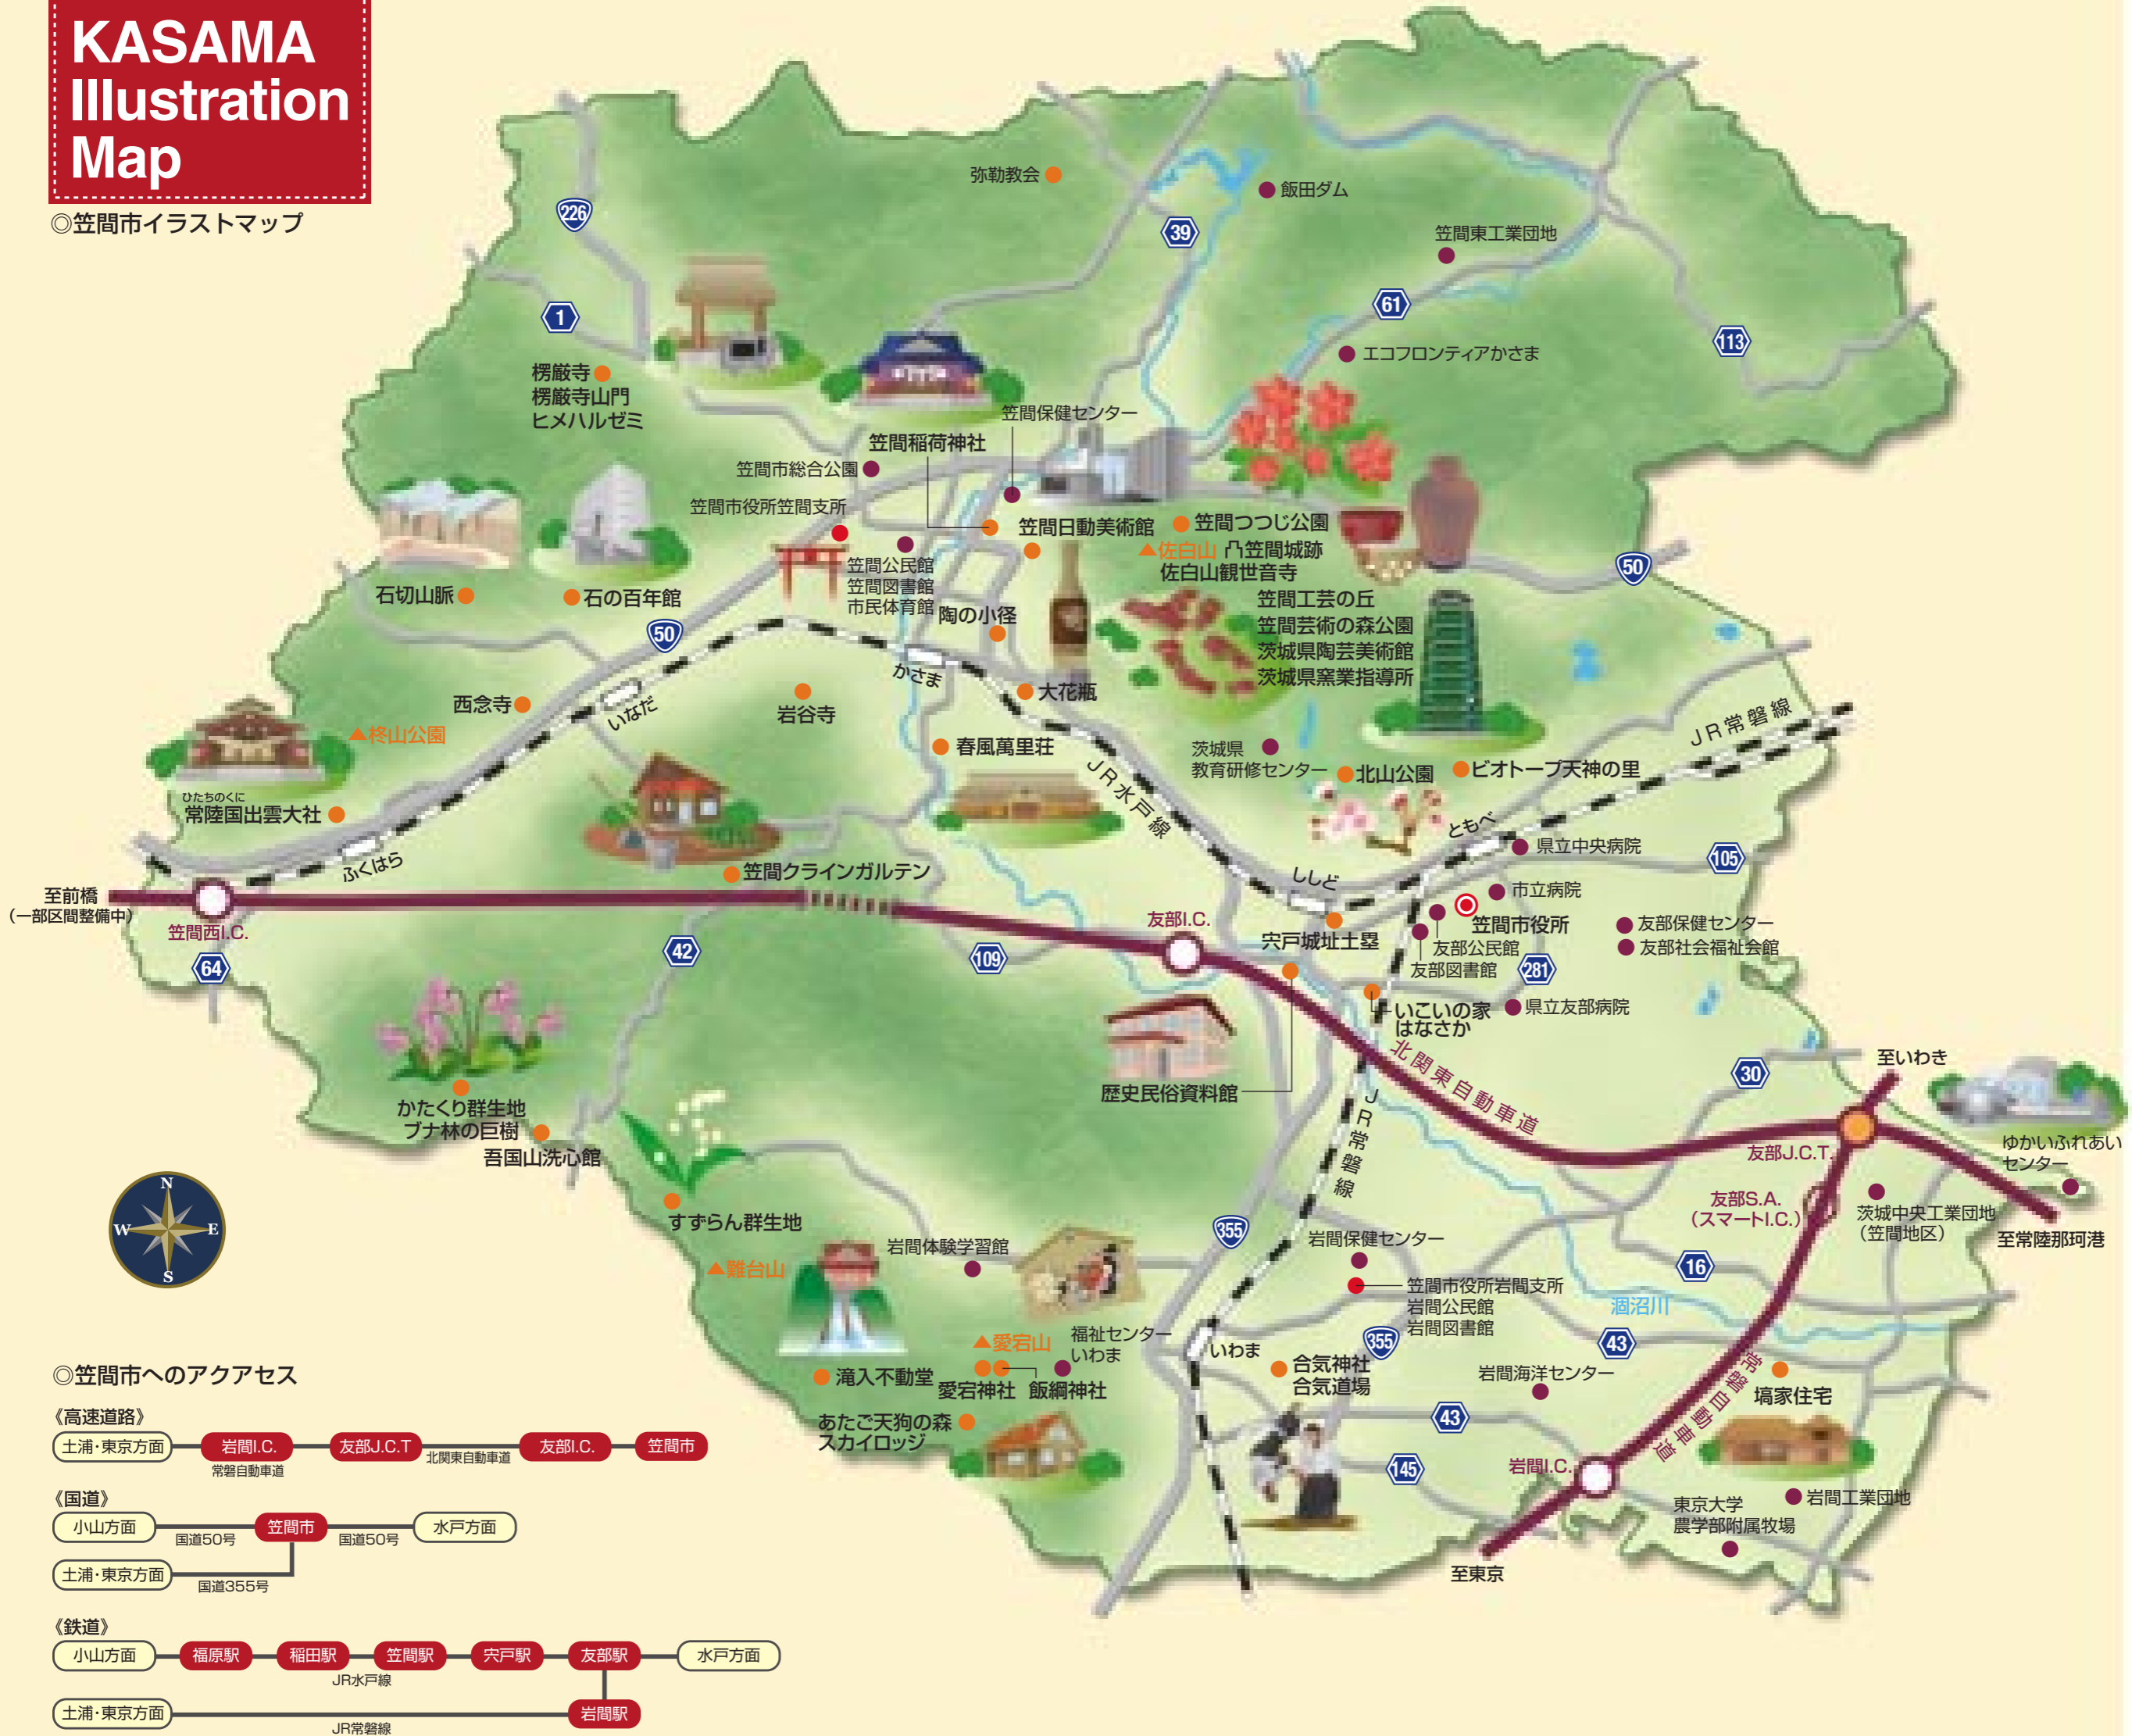 KASAMA
Illustration
Map
◎笠間市イラストマップ
弥勒教会
飯田ダム
226
39
笠間東工業団地
1
61
113
エコフロンティアかさま
楞厳寺
楞厳寺山門
ヒメハルゼミ
笠間保健センター
笠間稲荷神社
笠間市総合公園
笠間市役所笠間支所
笠間日動美術館
笠間つつじ公園
佐白山
凸笠間城跡
佐白山観世音寺
50
笠間公民館
笠間図書館
市民体育館
石切山脈
石の百年館
陶の小径
笠間工芸の丘
笠間芸術の森公園
茨城県陶芸美術館
茨城県窯業指導所
50
かさま
西念寺
いなだ
岩谷寺
大花瓶
柊山公園
春風萬里荘
JR水戸線
茨城県
教育研修センター
北山公園
ビオトープ天神の里
JR常磐線
ひたちのくに
常陸国出雲大社
ともべ
県立中央病院
105
ふくはら
笠間クラインガルテン
ししど
市立病院
至前橋
(一部区間整備中)
笠間西I.C.
友部I.C.
宍戸城址土塁
笠間市役所
友部公民館
友部図書館
友部保健センター
友部社会福祉会館
64
42
109
281
いこいの家
はなさか
県立友部病院
歴史民俗資料館
北関東自動車道
30
至いわき
かたくり群生地
ブナ林の巨樹
吾国山洗心館
JR常磐線
友部J.C.T.
ゆかいふれあい
センター
N
W
E
S
すずらん群生地
友部S.A.
(スマートI.C.)
茨城中央工業団地
(笠間地区)
至常陸那珂港
355
難台山
岩間体験学習館
岩間保健センター
16
笠間市役所岩間支所
岩間公民館
岩間図書館
涸沼川
愛宕山
福祉センター
いわま
いわま
355
43
滝入不動堂
愛宕神社
飯綱神社
合気神社
合気道場
岩間海洋センター
常磐自動車道
塙家住宅
あたご天狗の森
スカイロッジ
43
145
岩間I.C.
東京大学
農学部附属牧場
岩間工業団地
至東京
◎笠間市へのアクアセス
《高速道路》
土浦・東京方面
岩間I.C.
友部J.C.T
友部I.C.
笠間市
常磐自動車道
北関東自動車道
《国道》
小山方面
笠間市
水戸方面
国道50号
国道50号
土浦・東京方面
国道355号
《鉄道》
小山方面
福原駅
稲田駅
笠間駅
宍戸駅
友部駅
水戸方面
JR水戸線
土浦・東京方面
岩間駅
JR常磐線